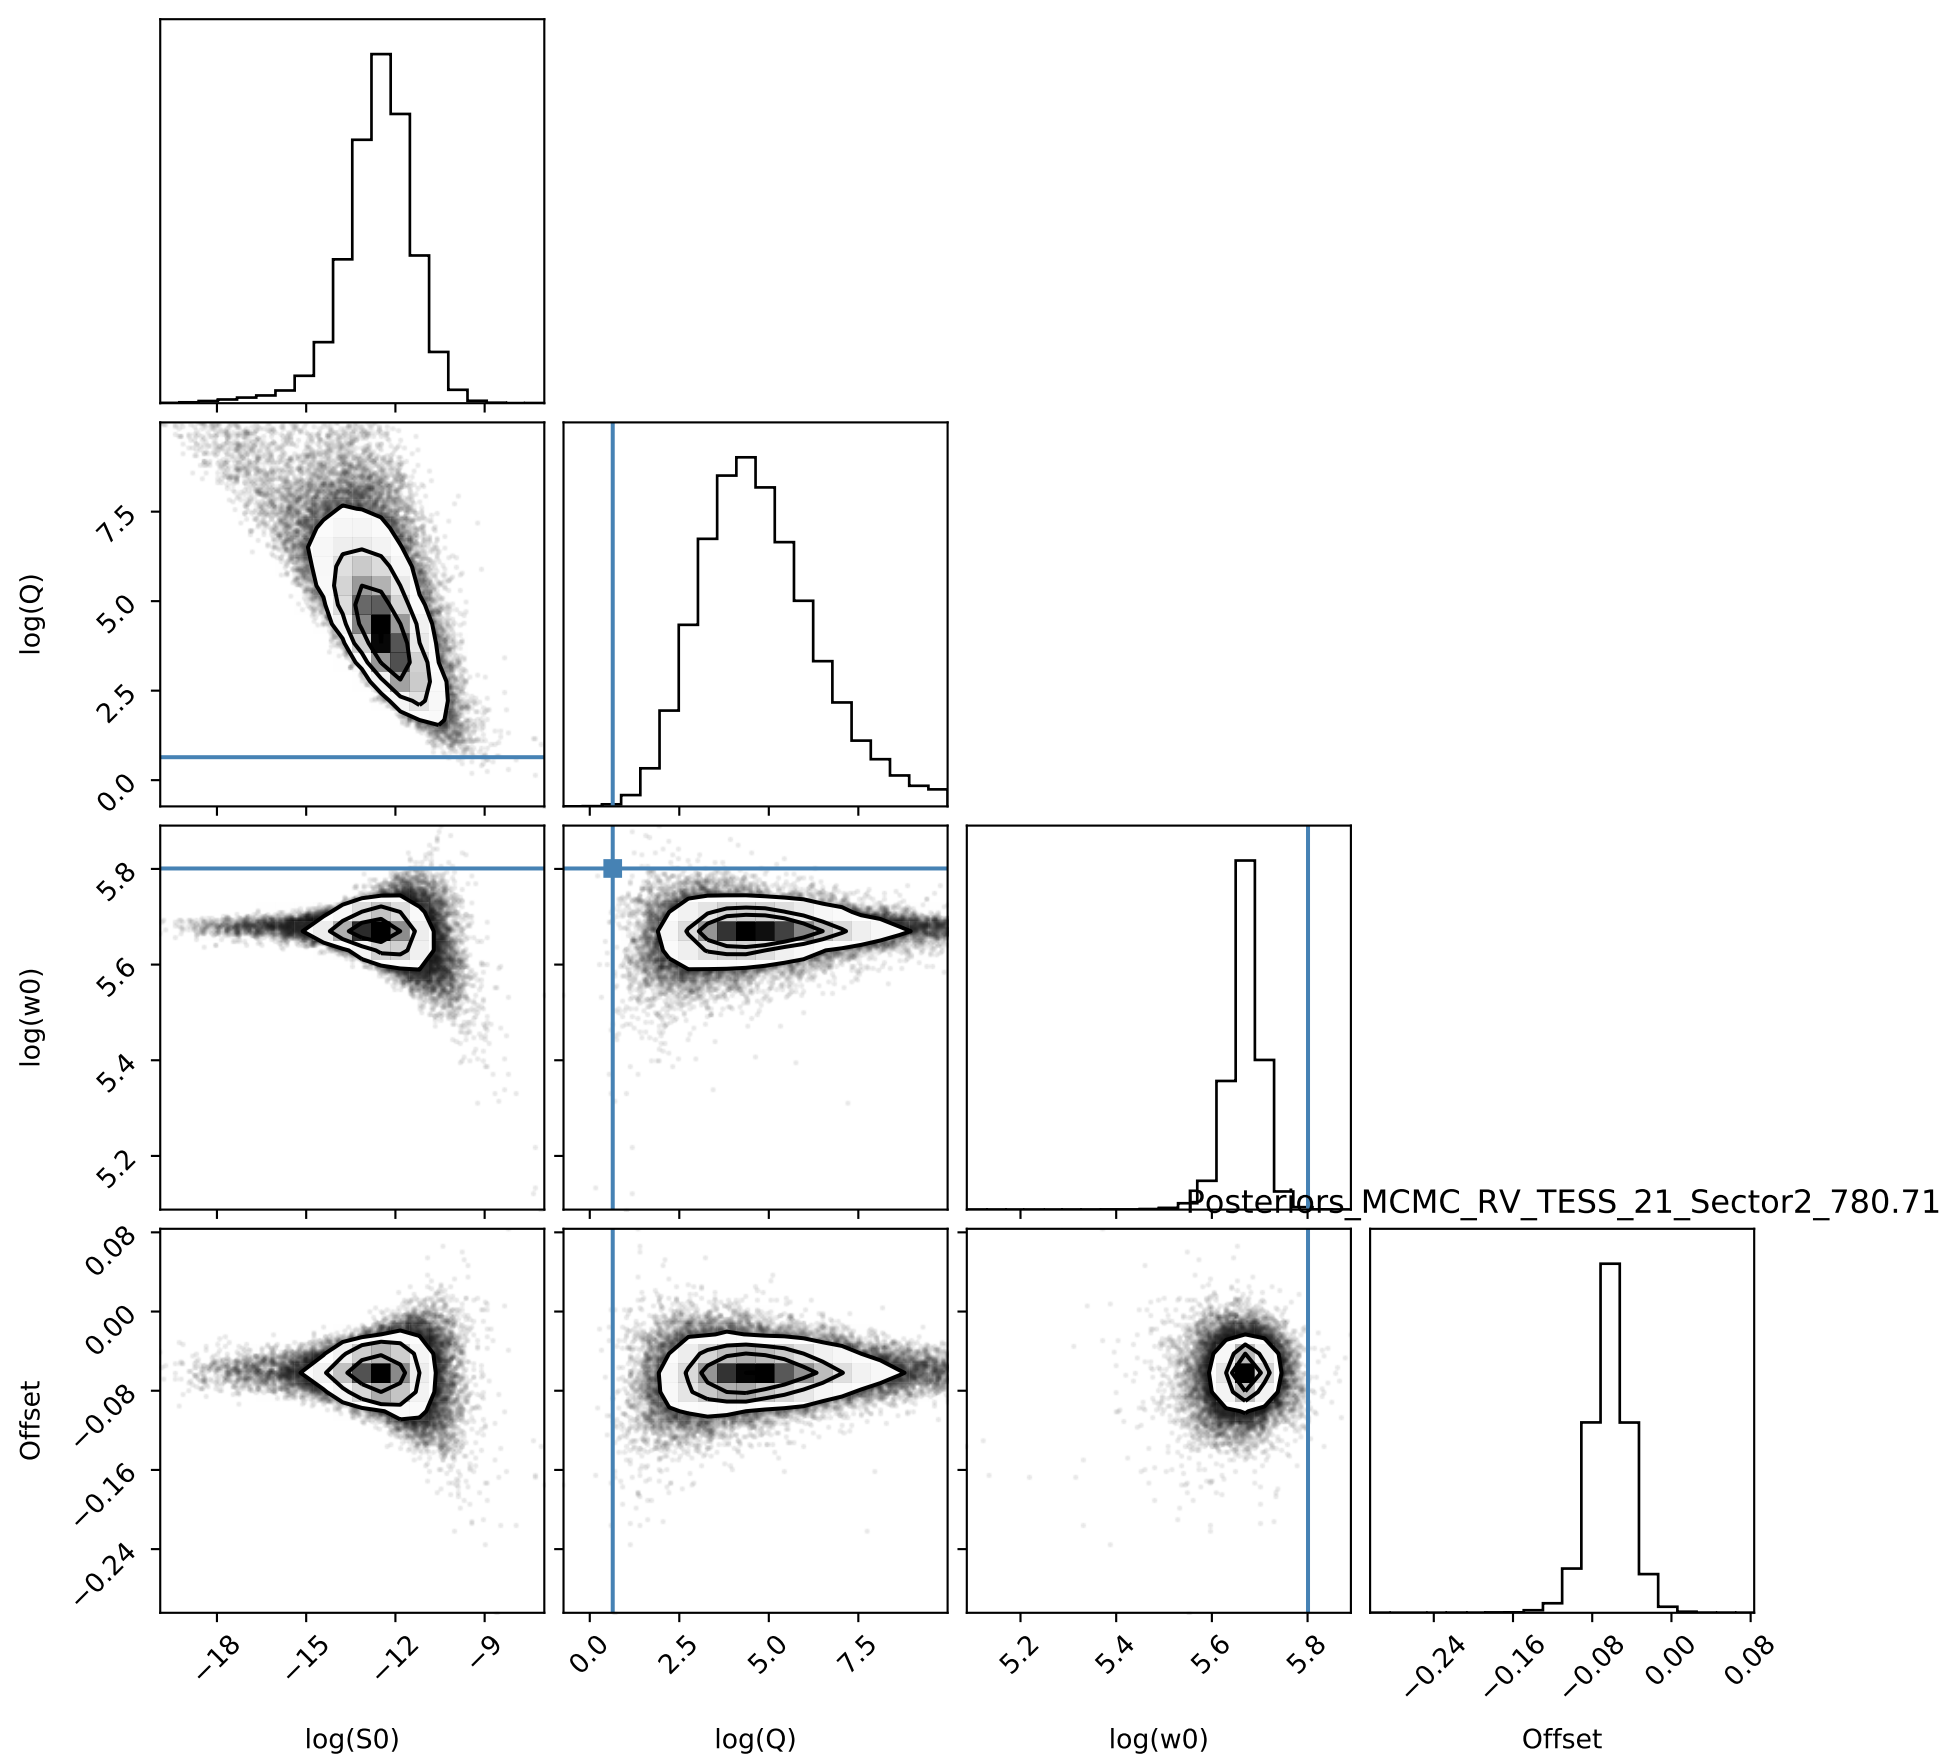 log(Q)
7.5
5.0
2.5
0.0
log(w0)
5.8
5.6
5.4
5.2
Posteriors_MCMC_RV_TESS_21_Sector2_780.71
Offset
0.08
0.00
−0.08
−0.16
−0.24
−18 −15 −12 −9 0.0 2.5 5.0 7.5 5.2 5.4 5.6 5.8 −0.24 −0.16 −0.08 0.00 0.08
log(S0) log(Q) log(w0) Offset